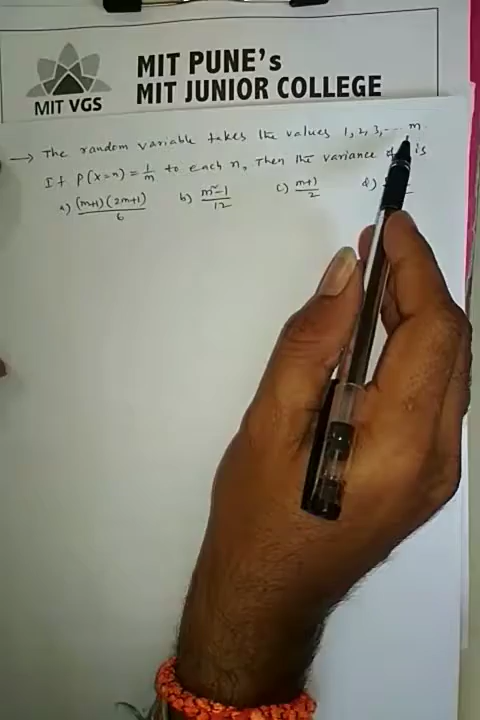 MIT PUNE's
MIT JUNIOR COLLEGE
MIT VGS
→ The random variable takes the values 1, 2, 3, ... m.
If P(X=n) = 1/m to each n, Then the variance is
a) (m+1)(2m+1)/6 b) m²-1/12 c) m+1/2 d)